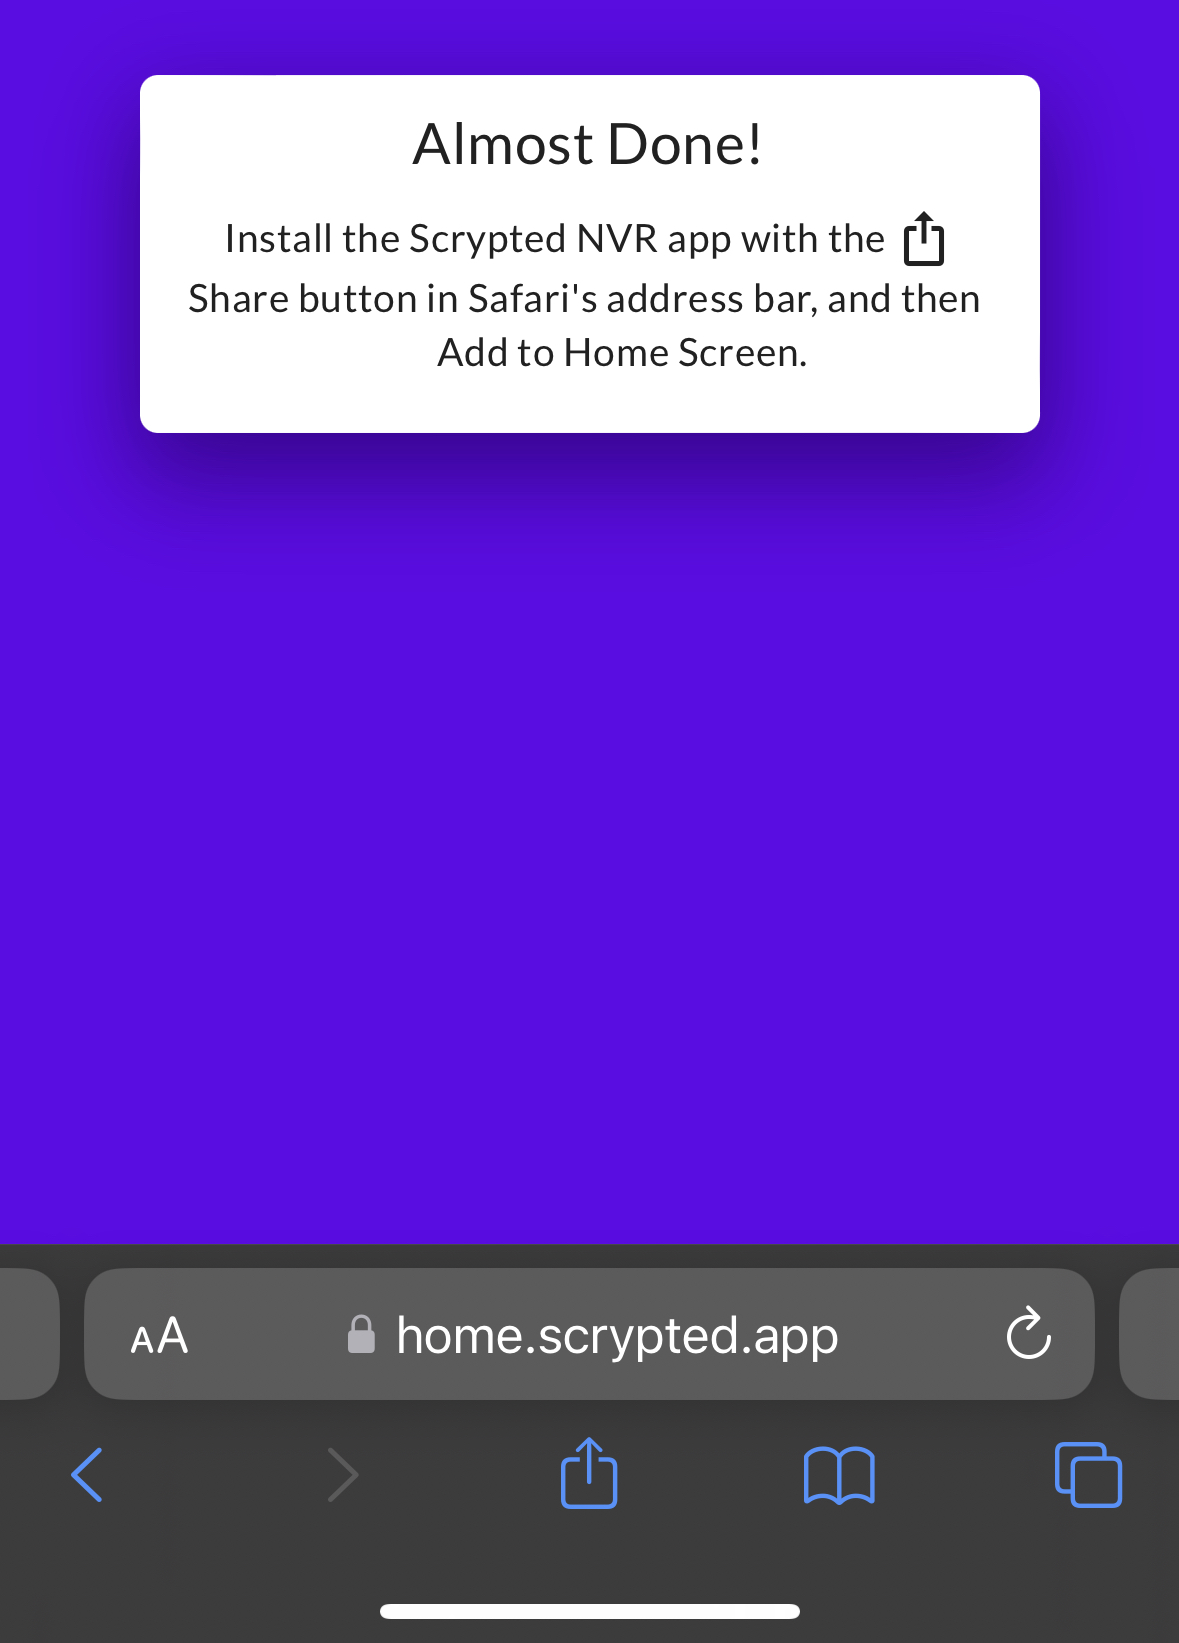 Almost Done!
Install the Scrypted NVR app with the
Share button in Safari's address bar, and then
Add to Home Screen.
AA
home.scrypted.app